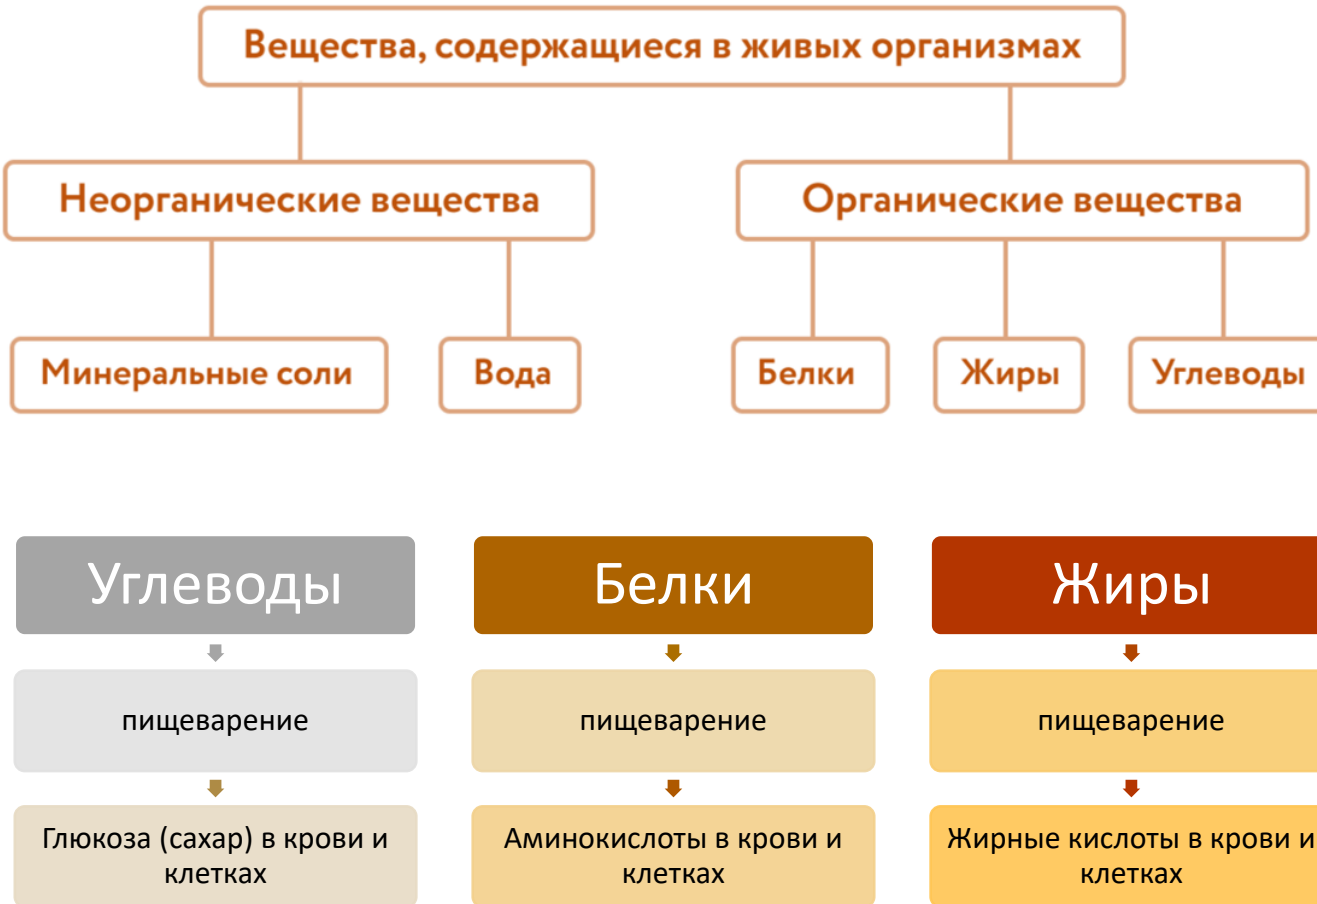 Вещества, содержащиеся в живых организмах
Неорганические вещества
Органические вещества
Минеральные соли
Вода
Белки
Жиры
Углеводы
Углеводы
Белки
Жиры
пищеварение
пищеварение
пищеварение
Глюкоза (сахар) в крови и
клетках
Аминокислоты в крови и
клетках
Жирные кислоты в крови и
клетках